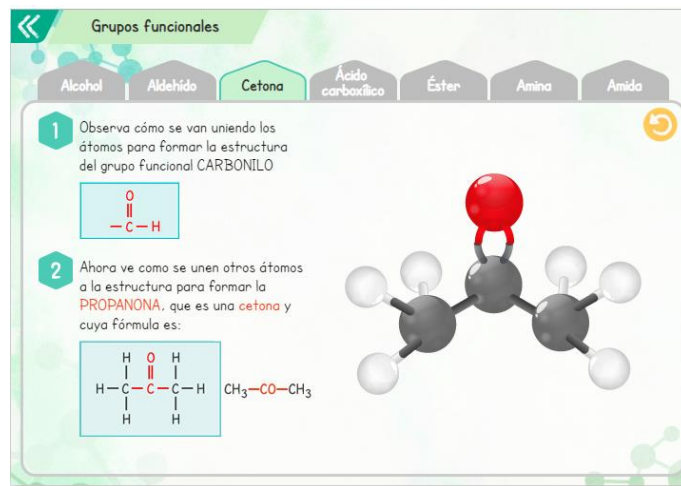 Grupos funcionales
Alcohol
Aldehído
Cetona
Ácido
carboxílico
Éster
Amina
Amida
1
Observa cómo se van uniendo los
átomos para formar la estructura
del grupo funcional CARBONILO
O
—C—H
2
Ahora ve como se unen otros átomos
a la estructura para formar la
PROPANONA, que es una cetona y
cuya fórmula es:
H O H
H—C—C—C—H
H H
CH₃—CO—CH₃